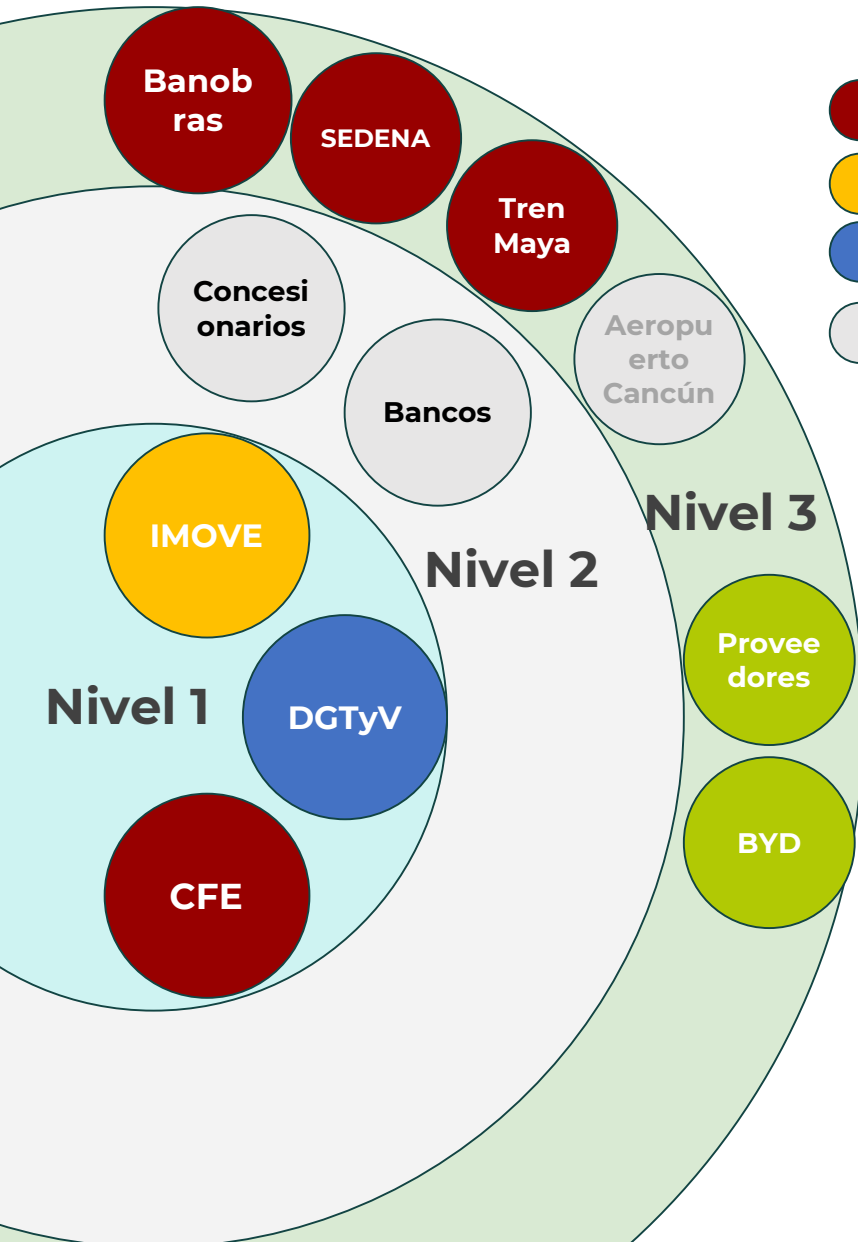 Banob
ras
SEDENA
Tren
Maya
Concesi
onarios
Aeropu
erto
Cancún
Bancos
Nivel 3
IMOVE
Nivel 2
Provee
dores
Nivel 1
DGTyV
BYD
CFE